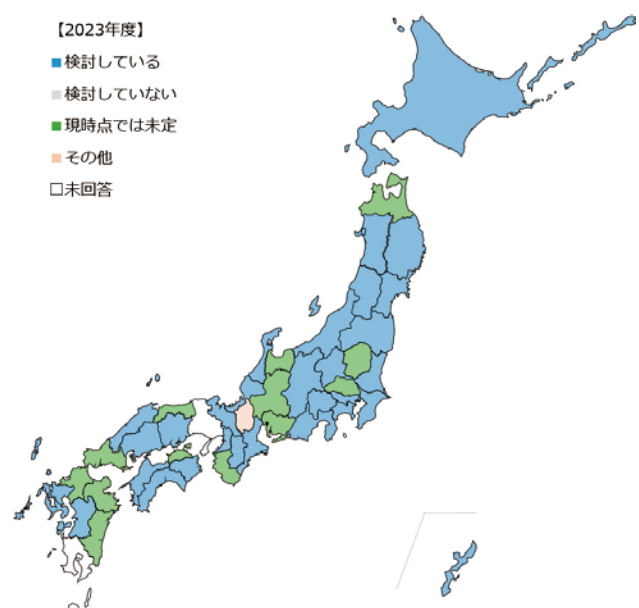 【2023年度】
検討している
検討していない
現時点では未定
その他
未回答